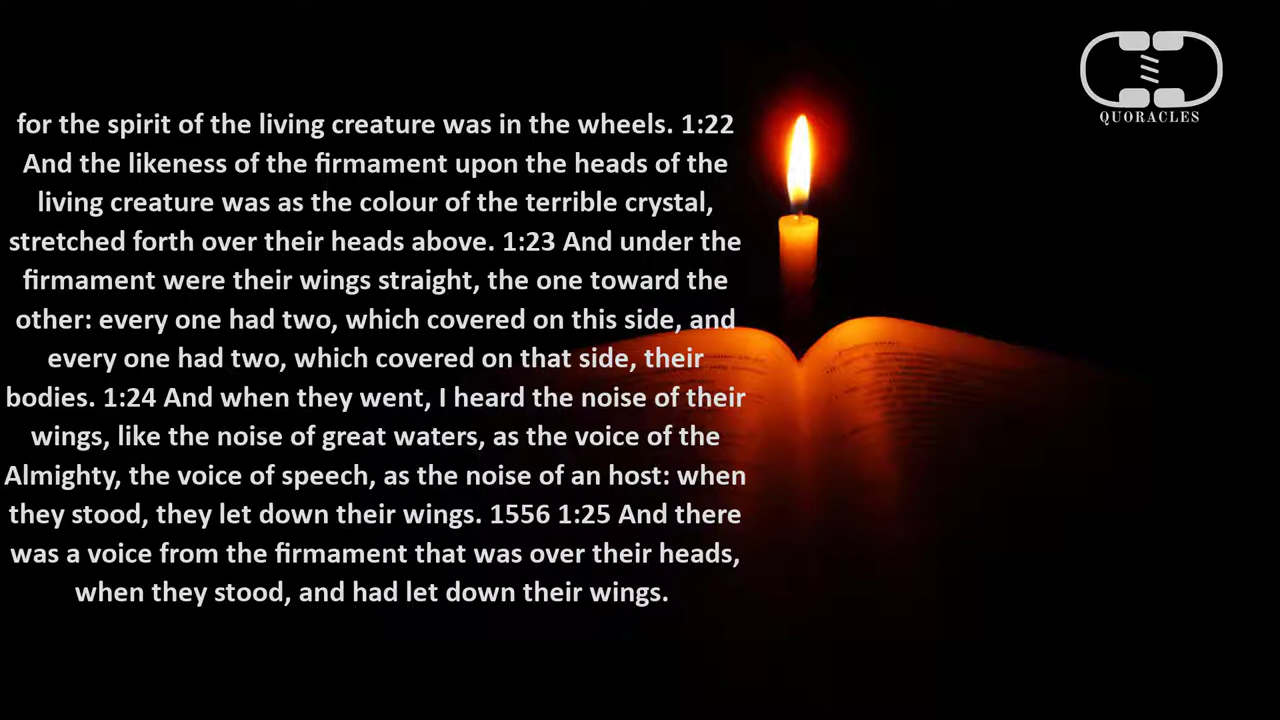 for the spirit of the living creature was in the wheels. 1:22
And the likeness of the firmament upon the heads of the
living creature was as the colour of the terrible crystal,
stretched forth over their heads above. 1:23 And under the
firmament were their wings straight, the one toward the
other: every one had two, which covered on this side, and
every one had two, which covered on that side, their
bodies. 1:24 And when they went, I heard the noise of their
wings, like the noise of great waters, as the voice of the
Almighty, the voice of speech, as the noise of an host: when
they stood, they let down their wings. 1556 1:25 And there
was a voice from the firmament that was over their heads,
when they stood, and had let down their wings.
QUORACLES